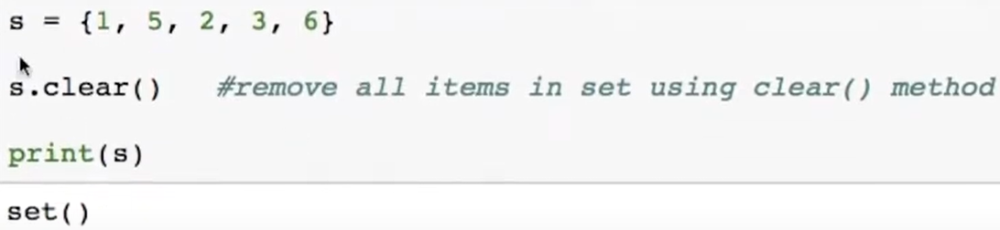 s = {1, 5, 2, 3, 6}
s.clear()   #remove all items in set using clear() method
print(s)
set()